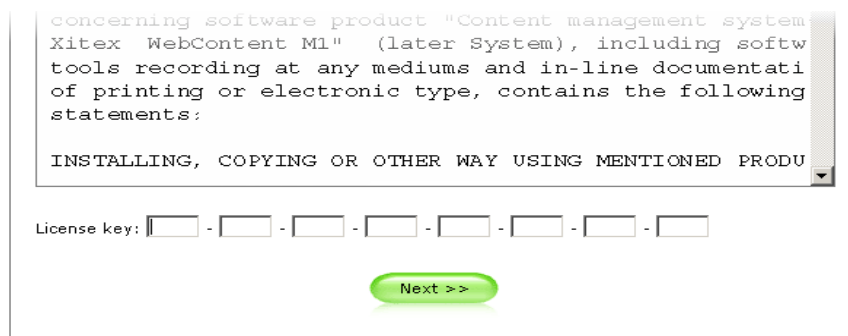 concerning software product "Content management system
Xitex WebContent M1" (later System), including softw
tools recording at any mediums and in-line documentati
of printing or electronic type, contains the following
statements:
INSTALLING, COPYING OR OTHER WAY USING MENTIONED PRODU
License key: - - - - - - -
Next >>